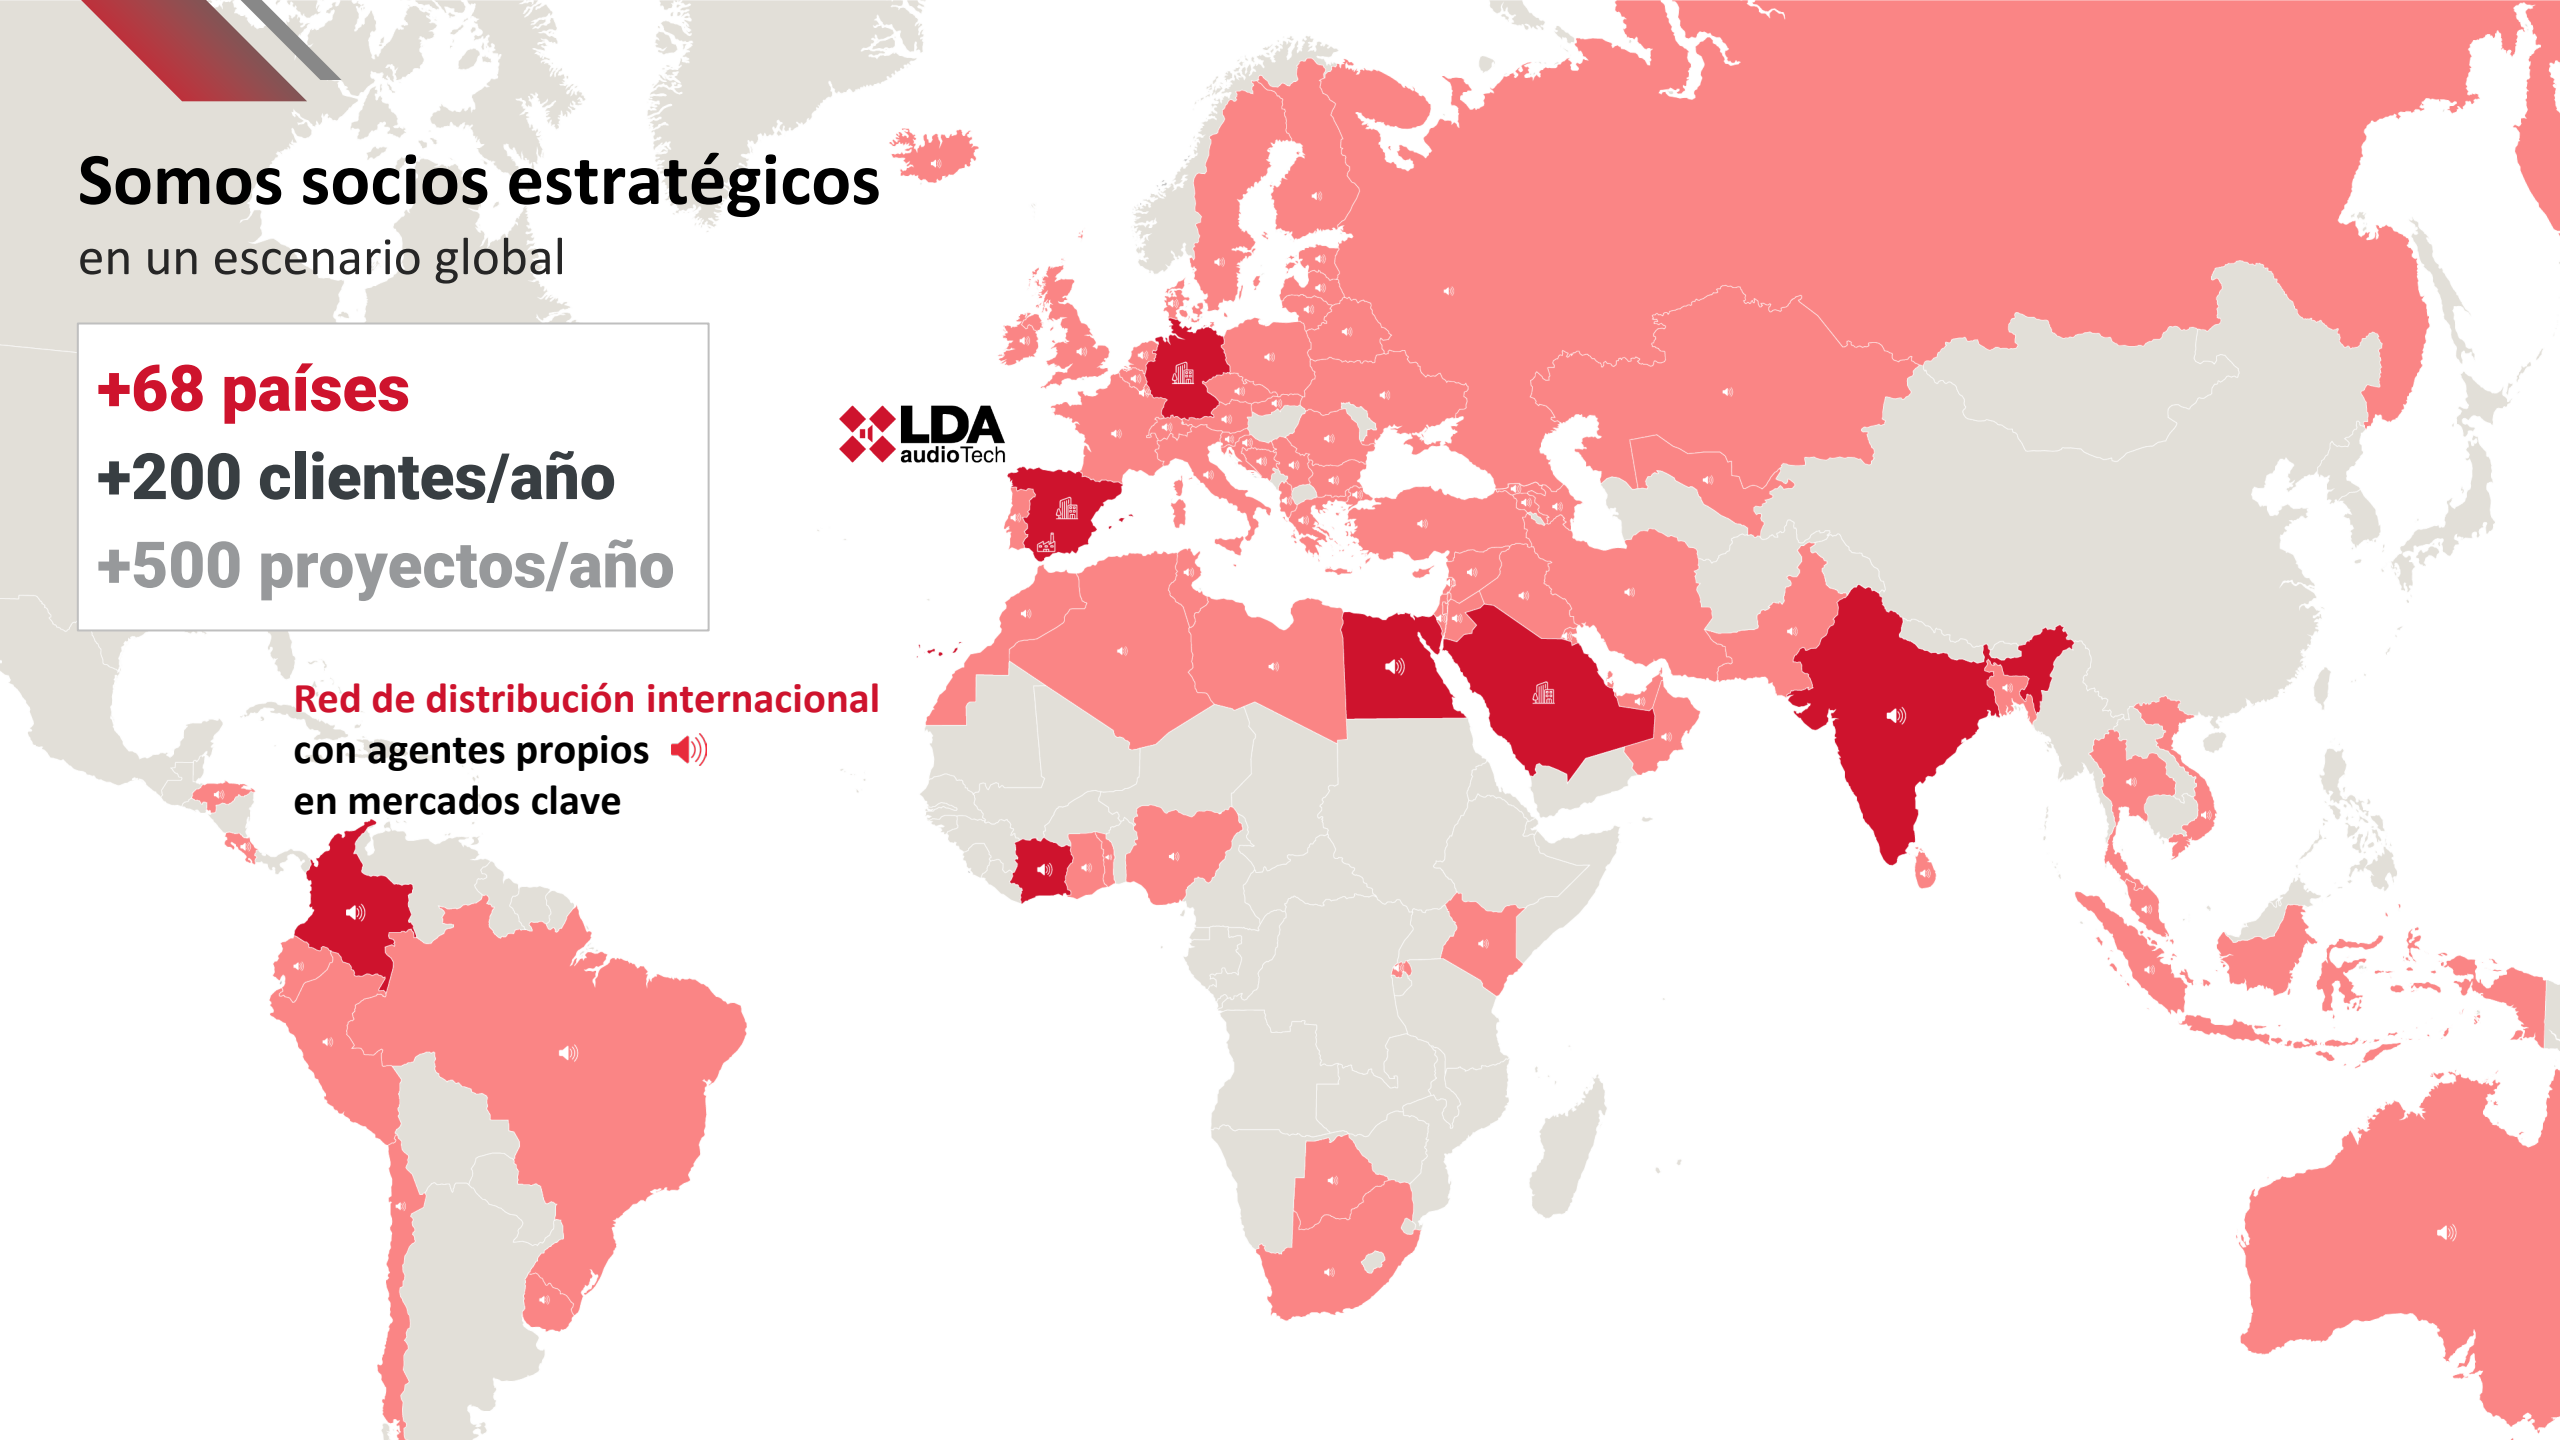 Somos socios estratégicos
en un escenario global
+68 países
+200 clientes/año
+500 proyectos/año
LDA
audioTech
Red de distribución internacional
con agentes propios
en mercados clave